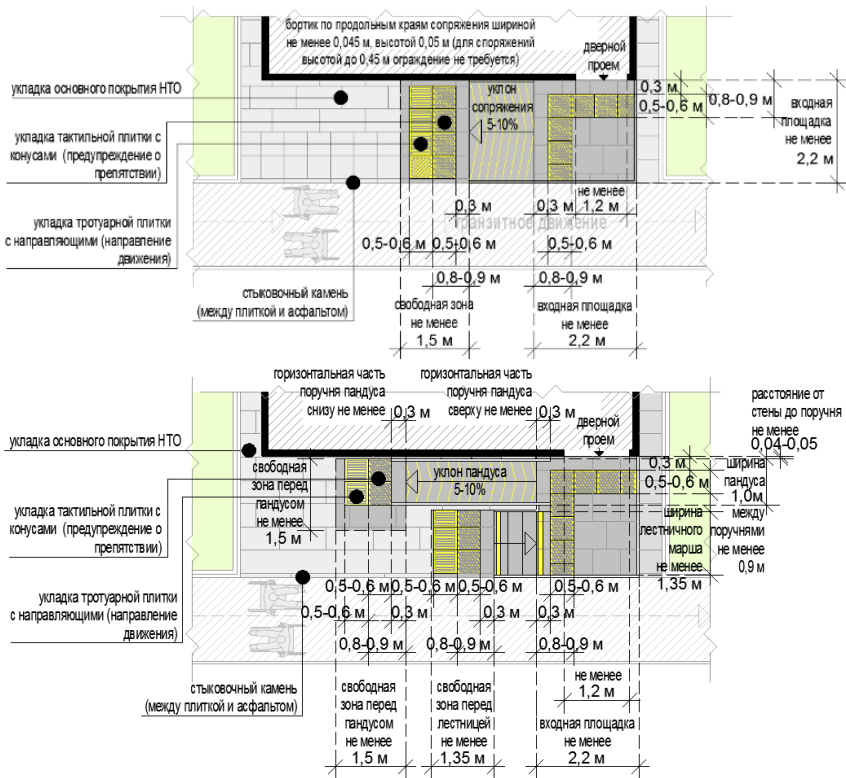 бортик по продольным краям сопряжения шириной
не менее 0,045 м, высотой 0,05 м (для споряжений
высотой до 0,45 м ограждение не требуется)
дверной
проем
укладка основного покрытия НТО
укладка тактильной плитки с
конусами (предупреждение о
препятствии)
укладка тротуарной плитки
с направляющими (направление
движения)
стыковочный камень
(между плиткой и асфальтом)
уклон
сопряжения
5-10%
0,3 м
0,5-0,6 м
0,8-0,9 м
входная
площадка
не менее
2,2 м
не менее
0,3 м
0,3 м
1,2 м
транзитное движение
0,5-0,6 м
0,5-0,6 м
0,5-0,6 м
0,8-0,9 м
0,8-0,9 м
свободная зона
не менее
1,5 м
входная площадка
не менее
2,2 м
горизонтальная часть
поручня пандуса
снизу не менее
0,3 м
горизонтальная часть
поручня пандуса
сверху не менее
0,3 м
дверной
проем
расстояние от
стены до поручня
не менее
0,04-0,05
укладка основного покрытия НТО
укладка тактильной плитки с
конусами (предупреждение о
препятствии)
укладка тротуарной плитки
с направляющими (направление
движения)
стыковочный камень
(между плиткой и асфальтом)
свободная
зона перед
пандусом
не менее
1,5 м
уклон пандуса
5-10%
0,3 м
0,5-0,6 м
ширина
пандуса
1,0м
между
поручнями
не менее
0,9 м
ширина
лестничного
марша
не менее
1,35 м
0,5-0,6 м
0,5-0,6 м
0,5-0,6 м
0,5-0,6 м
0,5-0,6 м
0,3 м
0,3 м
0,3 м
0,8-0,9 м
0,8-0,9 м
0,8-0,9 м
не менее
1,2 м
свободная
зона перед
пандусом
не менее
1,5 м
свободная
зона перед
лестницей
не менее
1,35 м
входная площадка
не менее
2,2 м